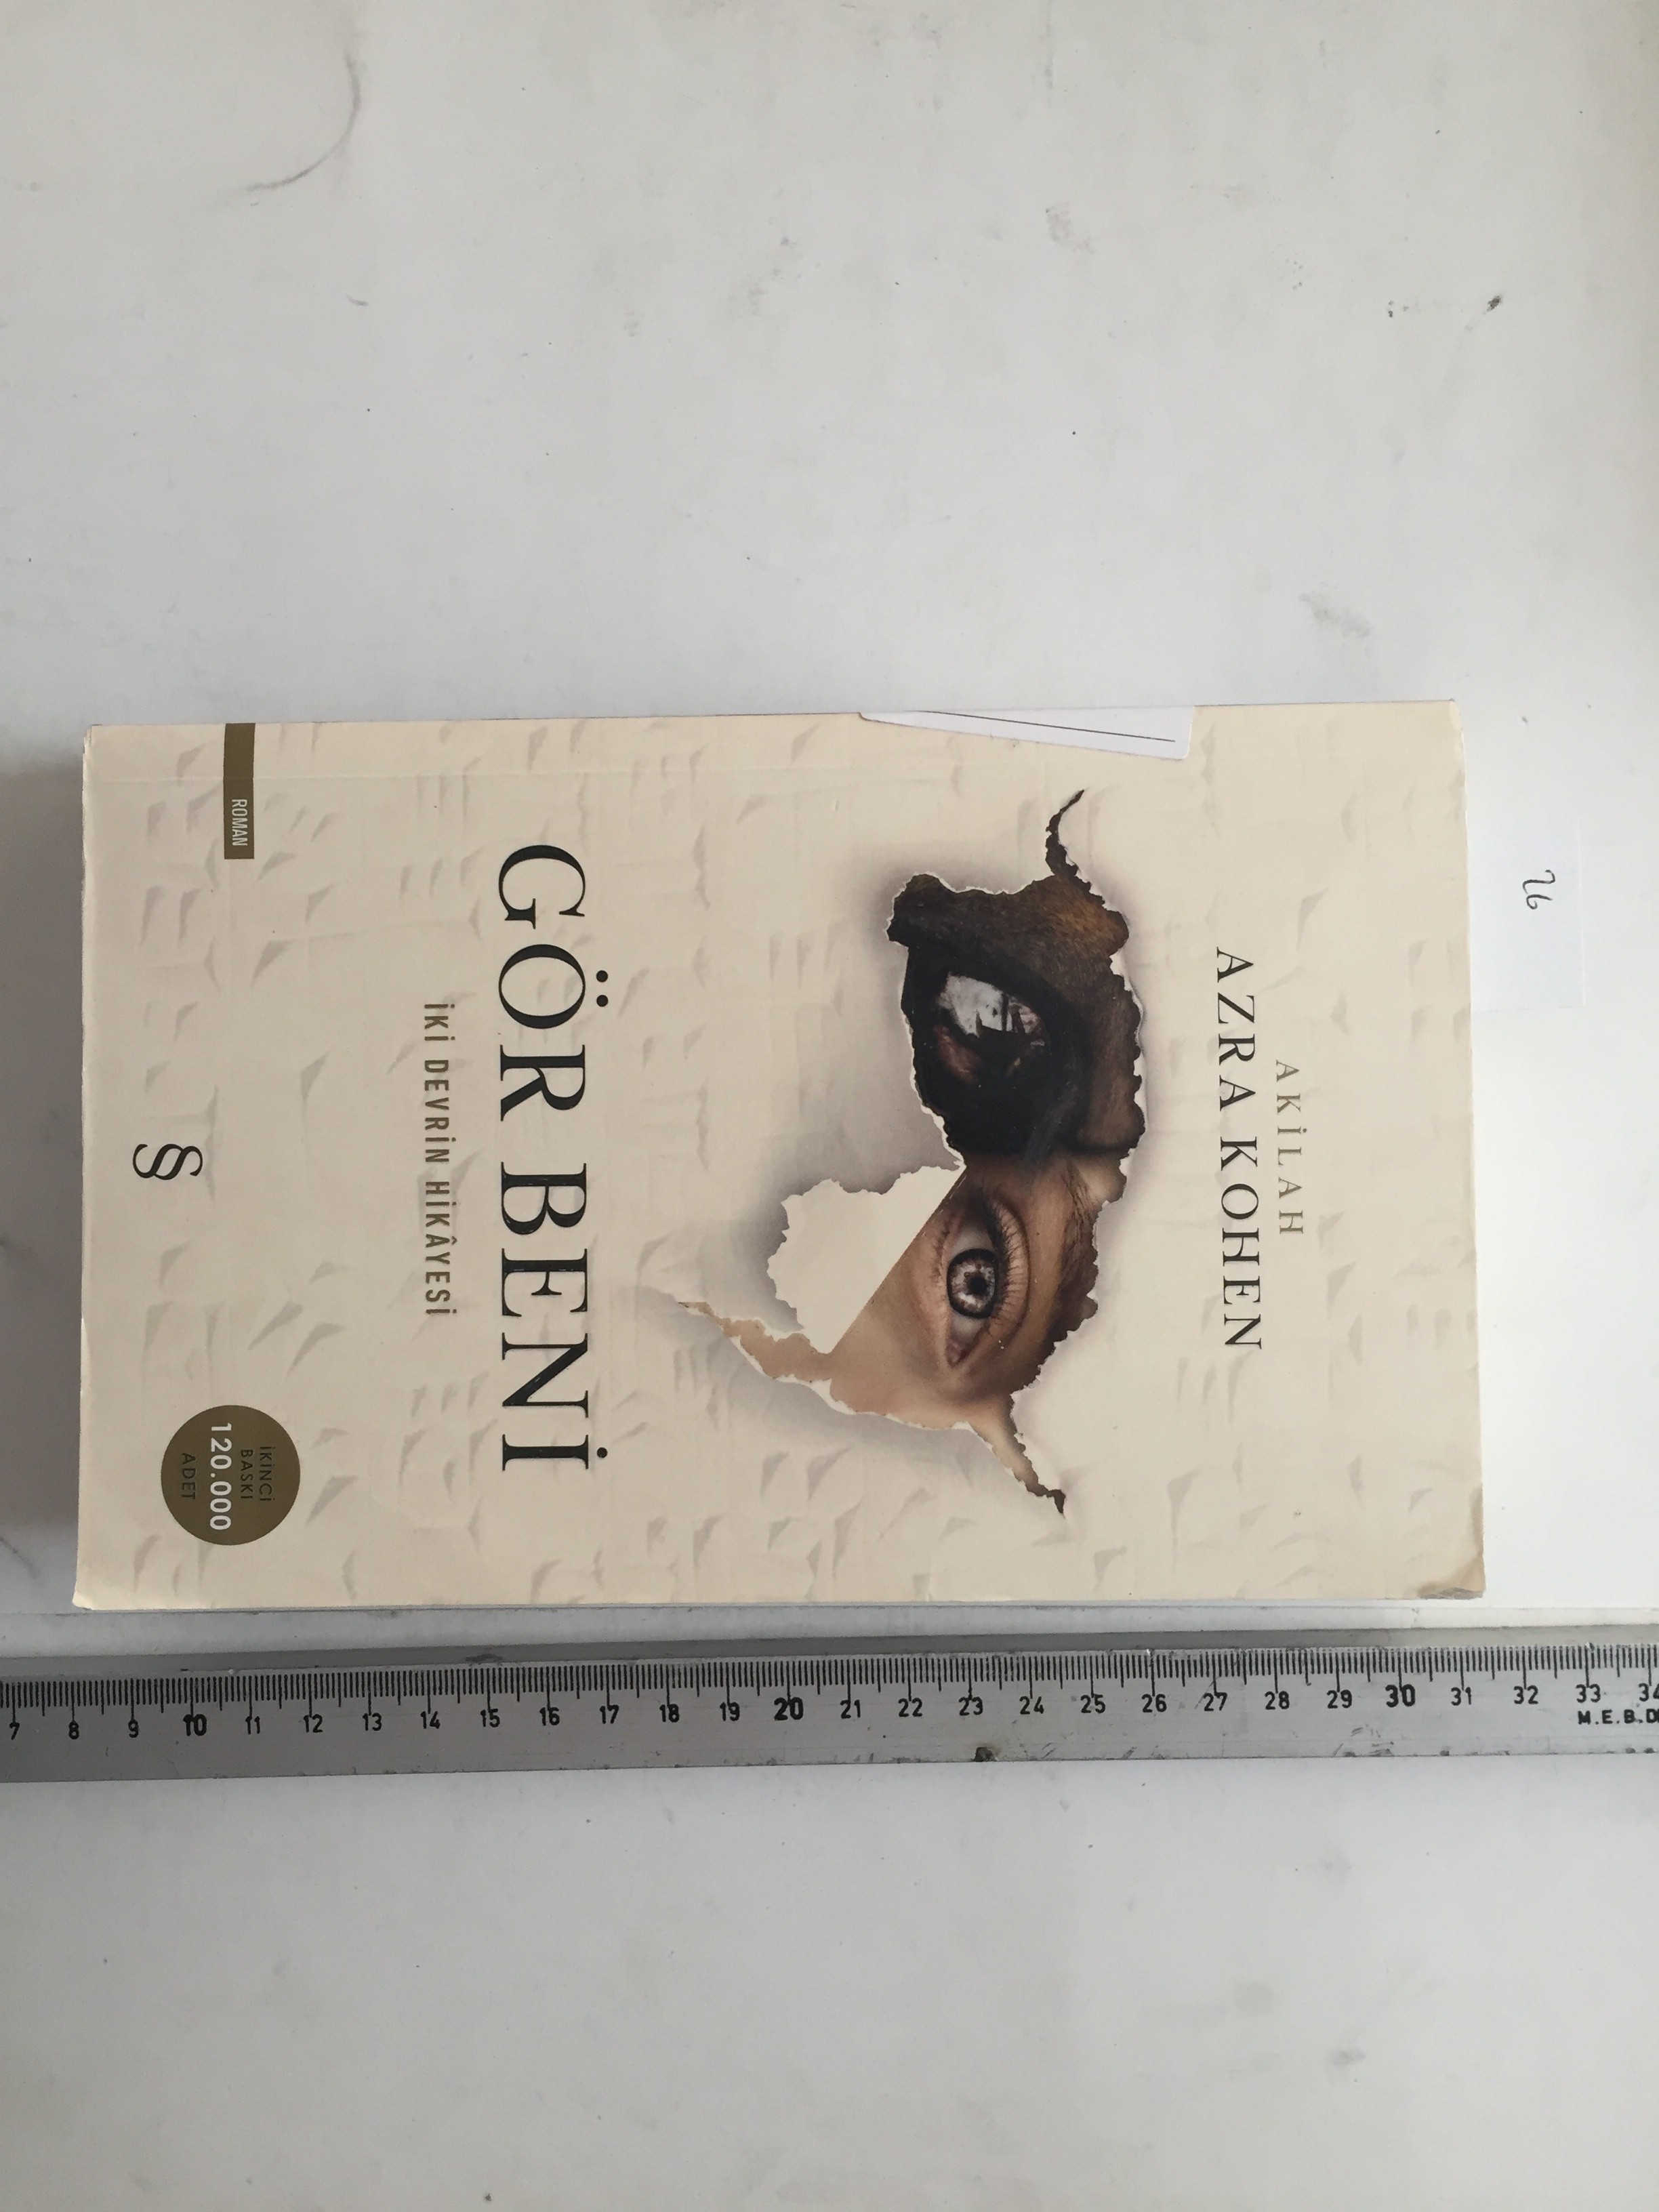 AKİLAH
AZRA KOHEN
GÖR BENİ
İKİ DEVRİN HİKÂYESİ
ROMAN
§
İKİNCİ
BASKI
120.000
ADET
26
7 8 9 10 11 12 13 14 15 16 17 18 19 20 21 22 23 24 25 26 27 28 29 30 31 32 33 34
M.E.B.D